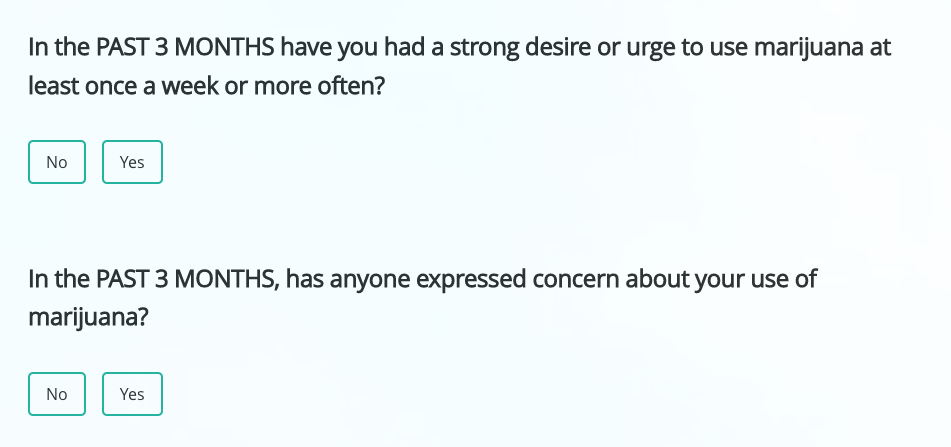 In the PAST 3 MONTHS have you had a strong desire or urge to use marijuana at
least once a week or more often?
No Yes
In the PAST 3 MONTHS, has anyone expressed concern about your use of
marijuana?
No Yes